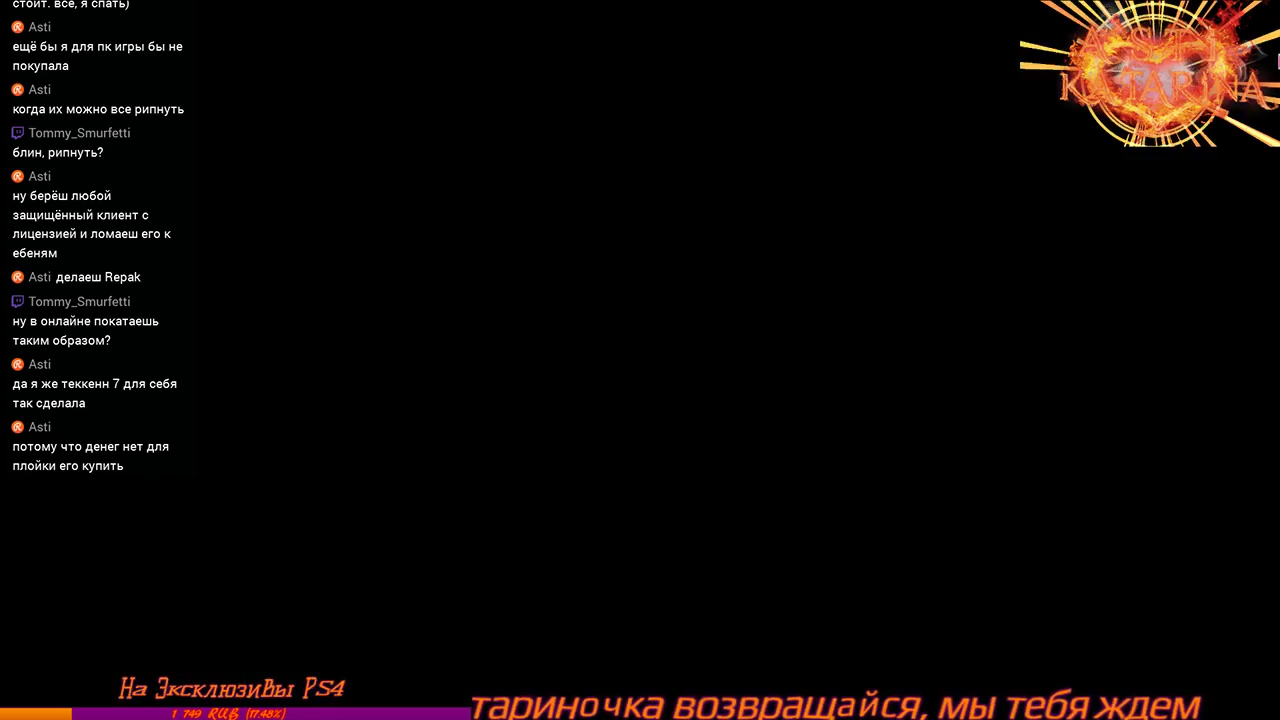 стоит. все, я спать)
Asti
ещё бы я для пк игры бы не
покупала
Asti
когда их можно все рипнуть
Tommy_Smurfetti
блин, рипнуть?
Asti
ну берёш любой
защищённый клиент с
лицензией и ломаеш его к
ебеням
Asti делаеш Repak
Tommy_Smurfetti
ну в онлайне покатаешь
таким образом?
Asti
да я же теккенн 7 для себя
так сделала
Asti
потому что денег нет для
плойки его купить
ASTI
KATARINA
На Эксклюзивы PS4
1 749 RUB (17.48%)
тариночка возвращайся, мы тебя ждем